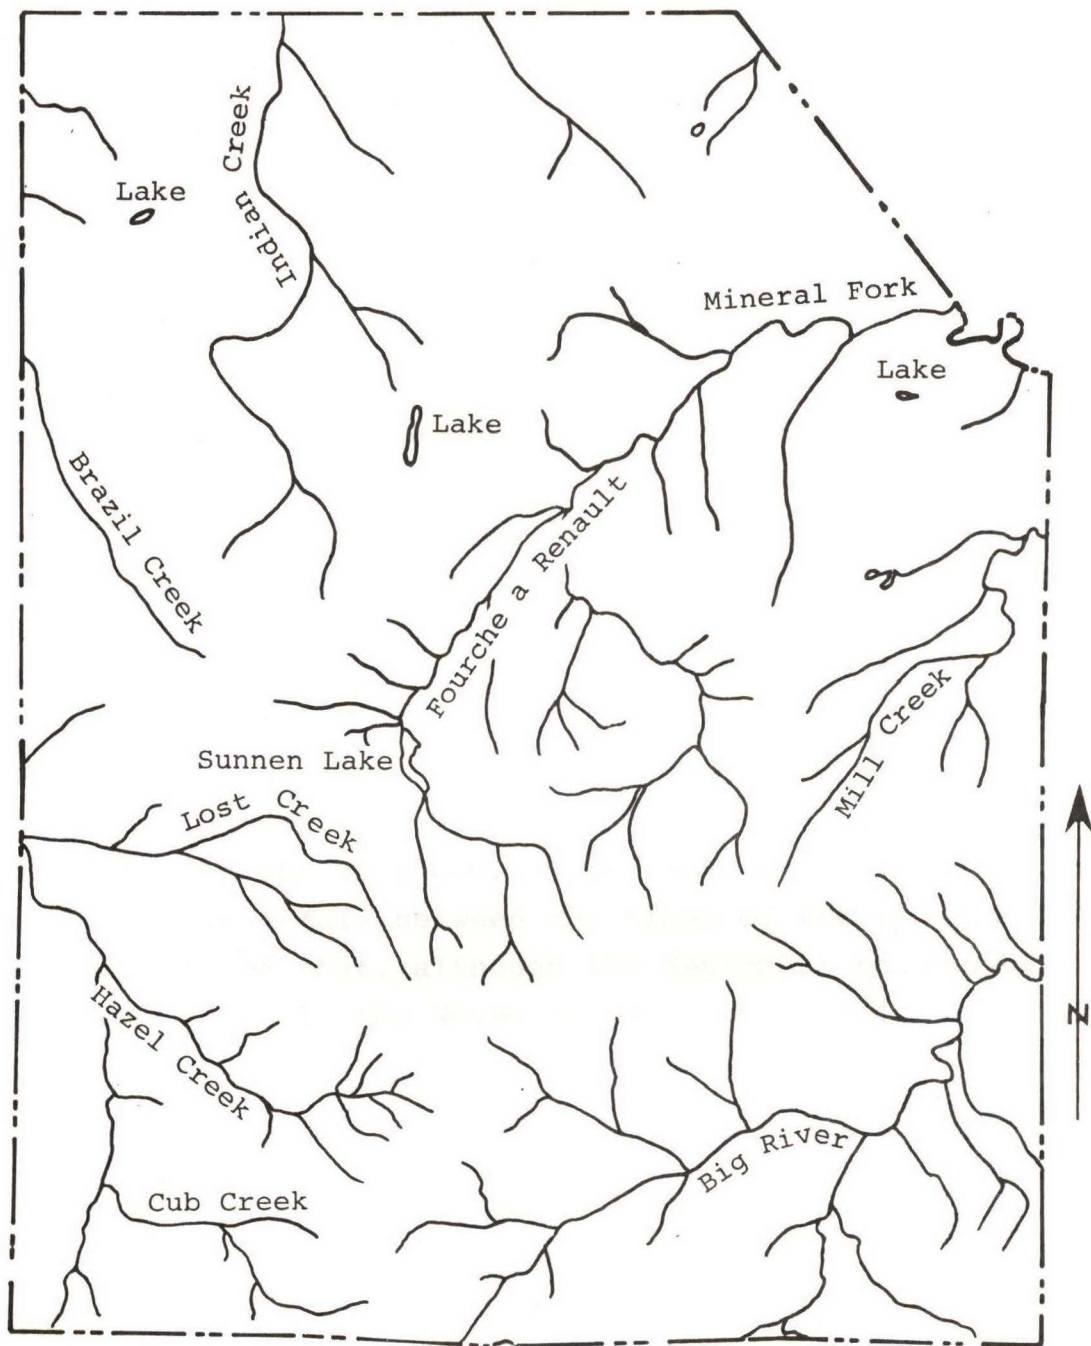 Indian Creek
Lake
Mineral Fork
Lake
Lake
Brazil Creek
Fourche a Renault
Mill Creek
Sunnen Lake
Lost Creek
Hazel Creek
Big River
Cub Creek
N